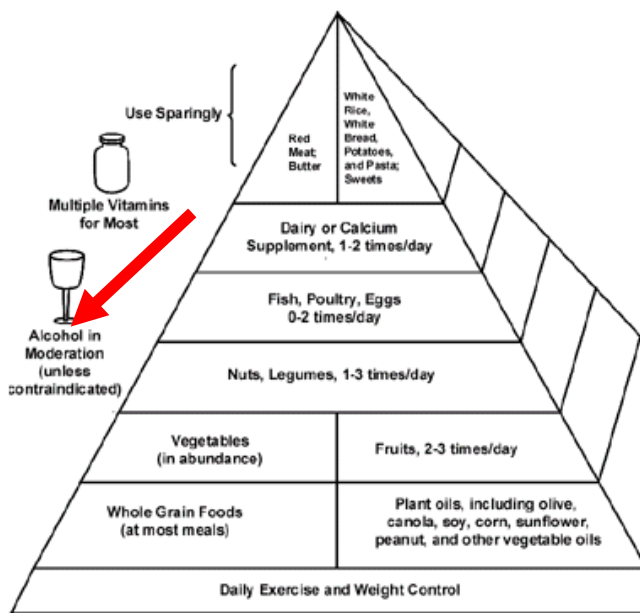 Use Sparingly
Red
Meat;
Butter
White
Rice,
White
Bread,
Potatoes,
and Pasta;
Sweets
Multiple Vitamins
for Most
Dairy or Calcium
Supplement, 1-2 times/day
Alcohol in
Moderation
(unless
contraindicated)
Fish, Poultry, Eggs
0-2 times/day
Nuts, Legumes, 1-3 times/day
Vegetables
(in abundance)
Fruits, 2-3 times/day
Whole Grain Foods
(at most meals)
Plant oils, including olive,
canola, soy, corn, sunflower,
peanut, and other vegetable oils
Daily Exercise and Weight Control